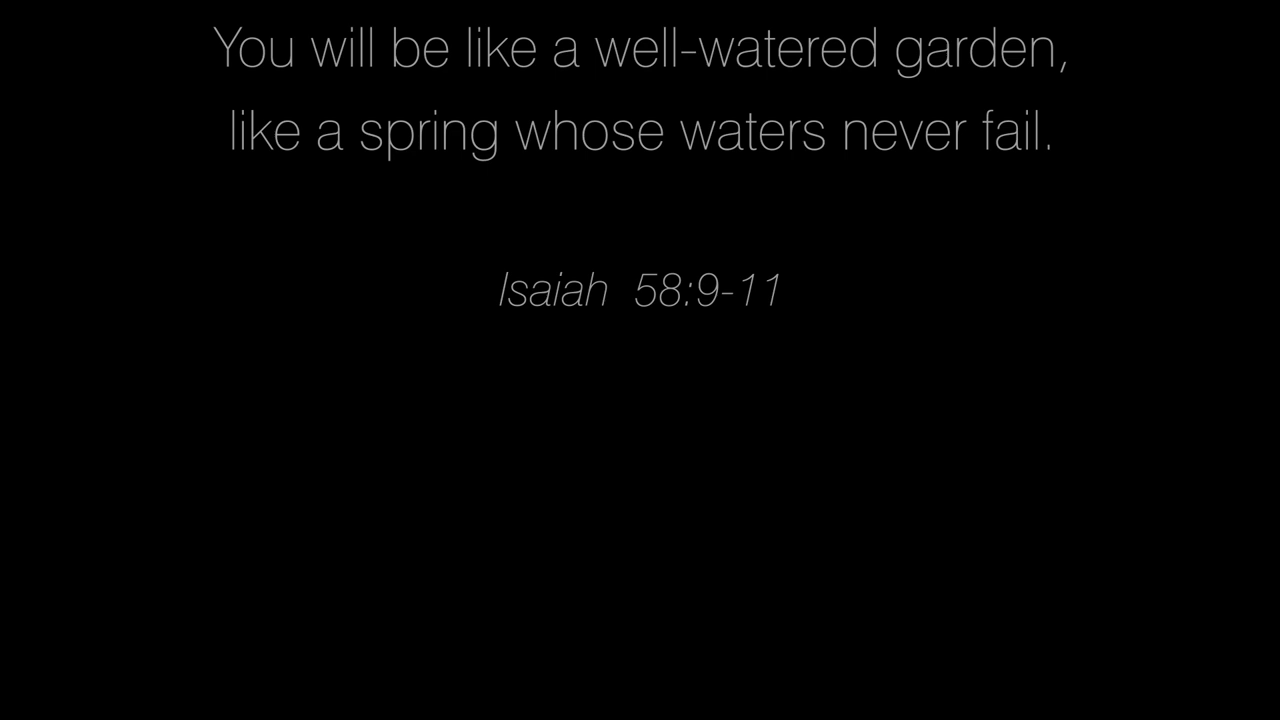 You will be like a well-watered garden,
like a spring whose waters never fail.
Isaiah 58:9-11